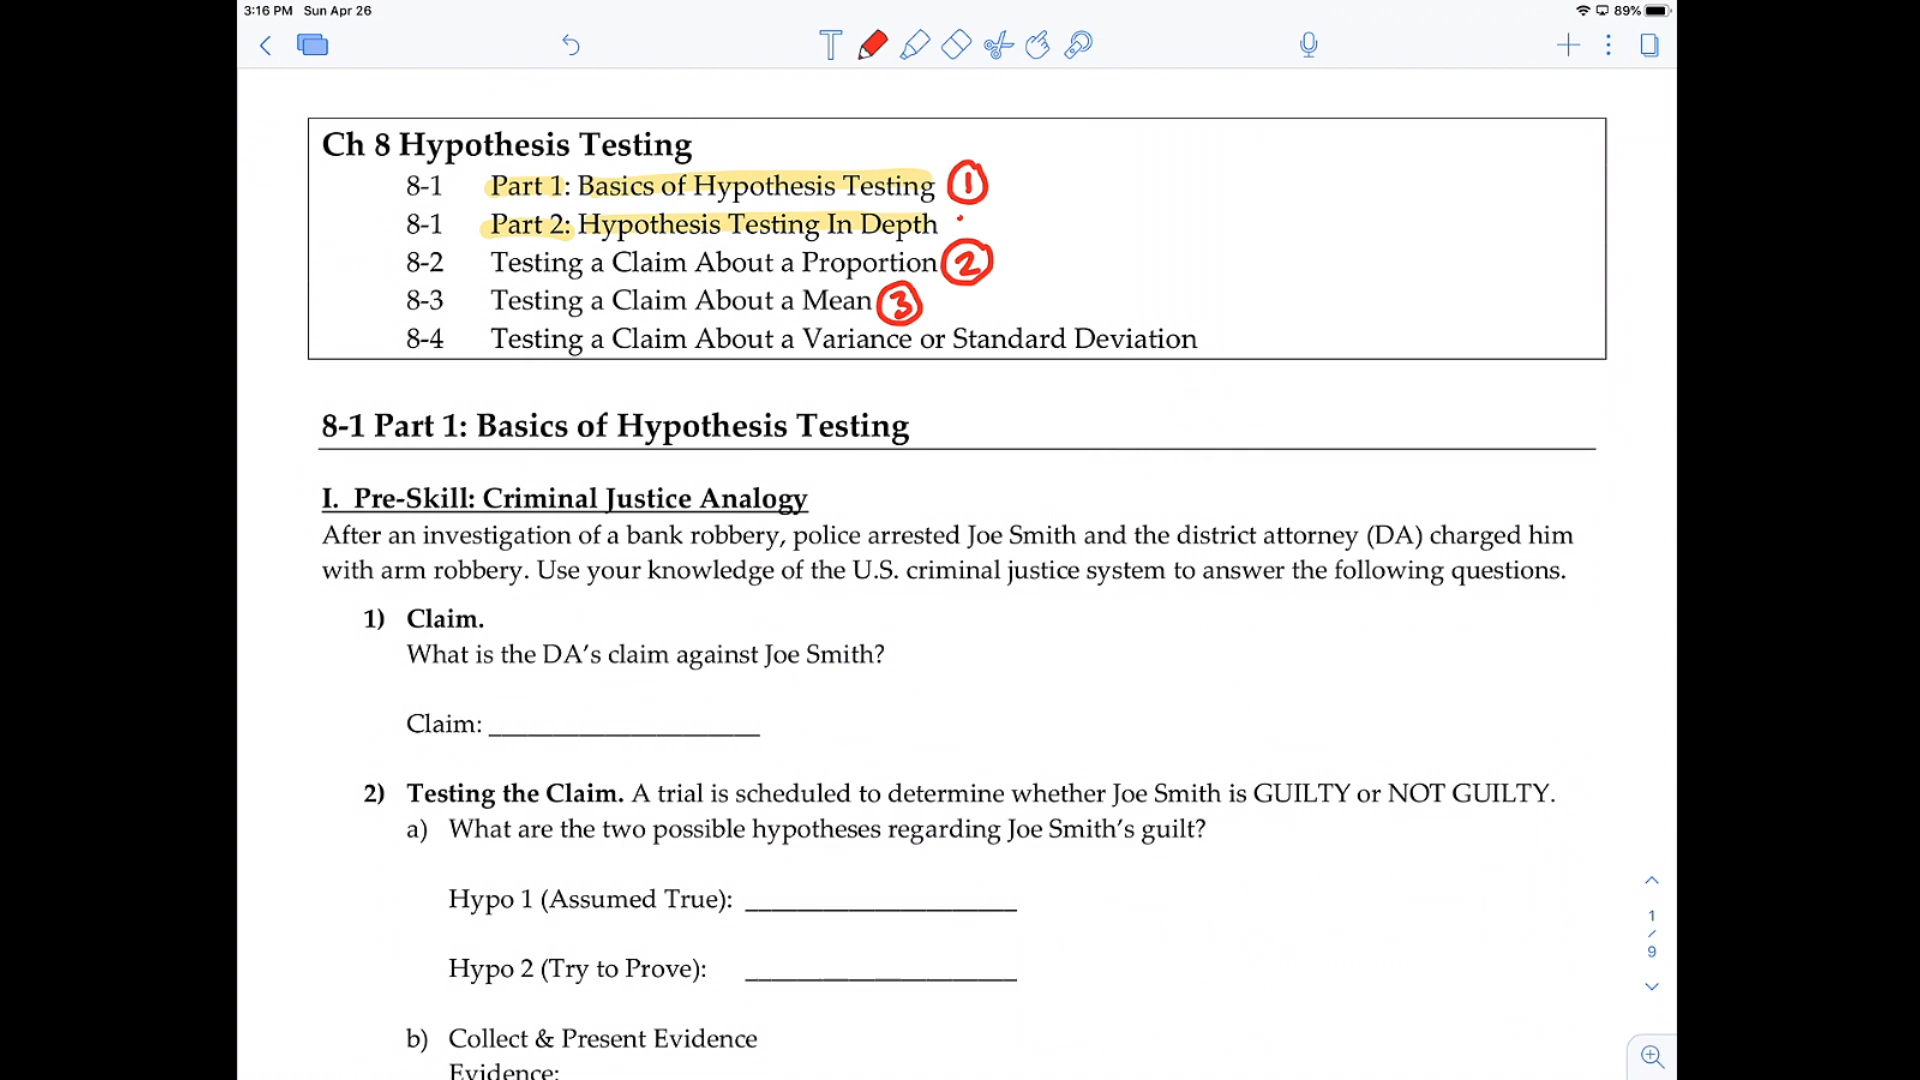 3:16 PM Sun Apr 26
89%
Ch 8 Hypothesis Testing
8-1 Part 1: Basics of Hypothesis Testing 1
8-1 Part 2: Hypothesis Testing In Depth
8-2 Testing a Claim About a Proportion 2
8-3 Testing a Claim About a Mean 3
8-4 Testing a Claim About a Variance or Standard Deviation
8-1 Part 1: Basics of Hypothesis Testing
I. Pre-Skill: Criminal Justice Analogy
After an investigation of a bank robbery, police arrested Joe Smith and the district attorney (DA) charged him
with arm robbery. Use your knowledge of the U.S. criminal justice system to answer the following questions.
1) Claim.
What is the DA’s claim against Joe Smith?
Claim: ____________________
2) Testing the Claim. A trial is scheduled to determine whether Joe Smith is GUILTY or NOT GUILTY.
a) What are the two possible hypotheses regarding Joe Smith’s guilt?
Hypo 1 (Assumed True): ____________________
Hypo 2 (Try to Prove): ____________________
b) Collect & Present Evidence
Evidence:
1
/
9